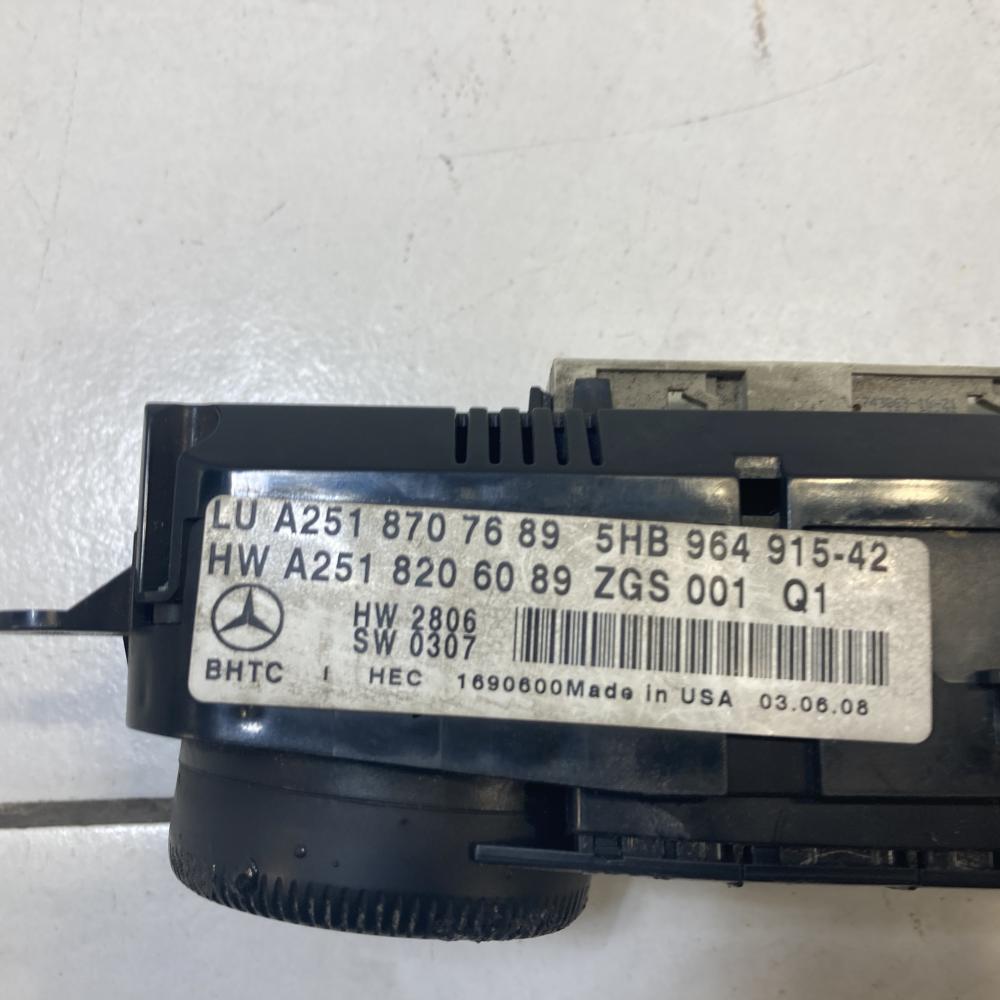 LU A251 870 76 89 5HB 964 915-42
HW A251 820 60 89 ZGS 001 Q1
HW 2806
SW 0307
BHTC I HEC 1690600Made in USA 03.06.08